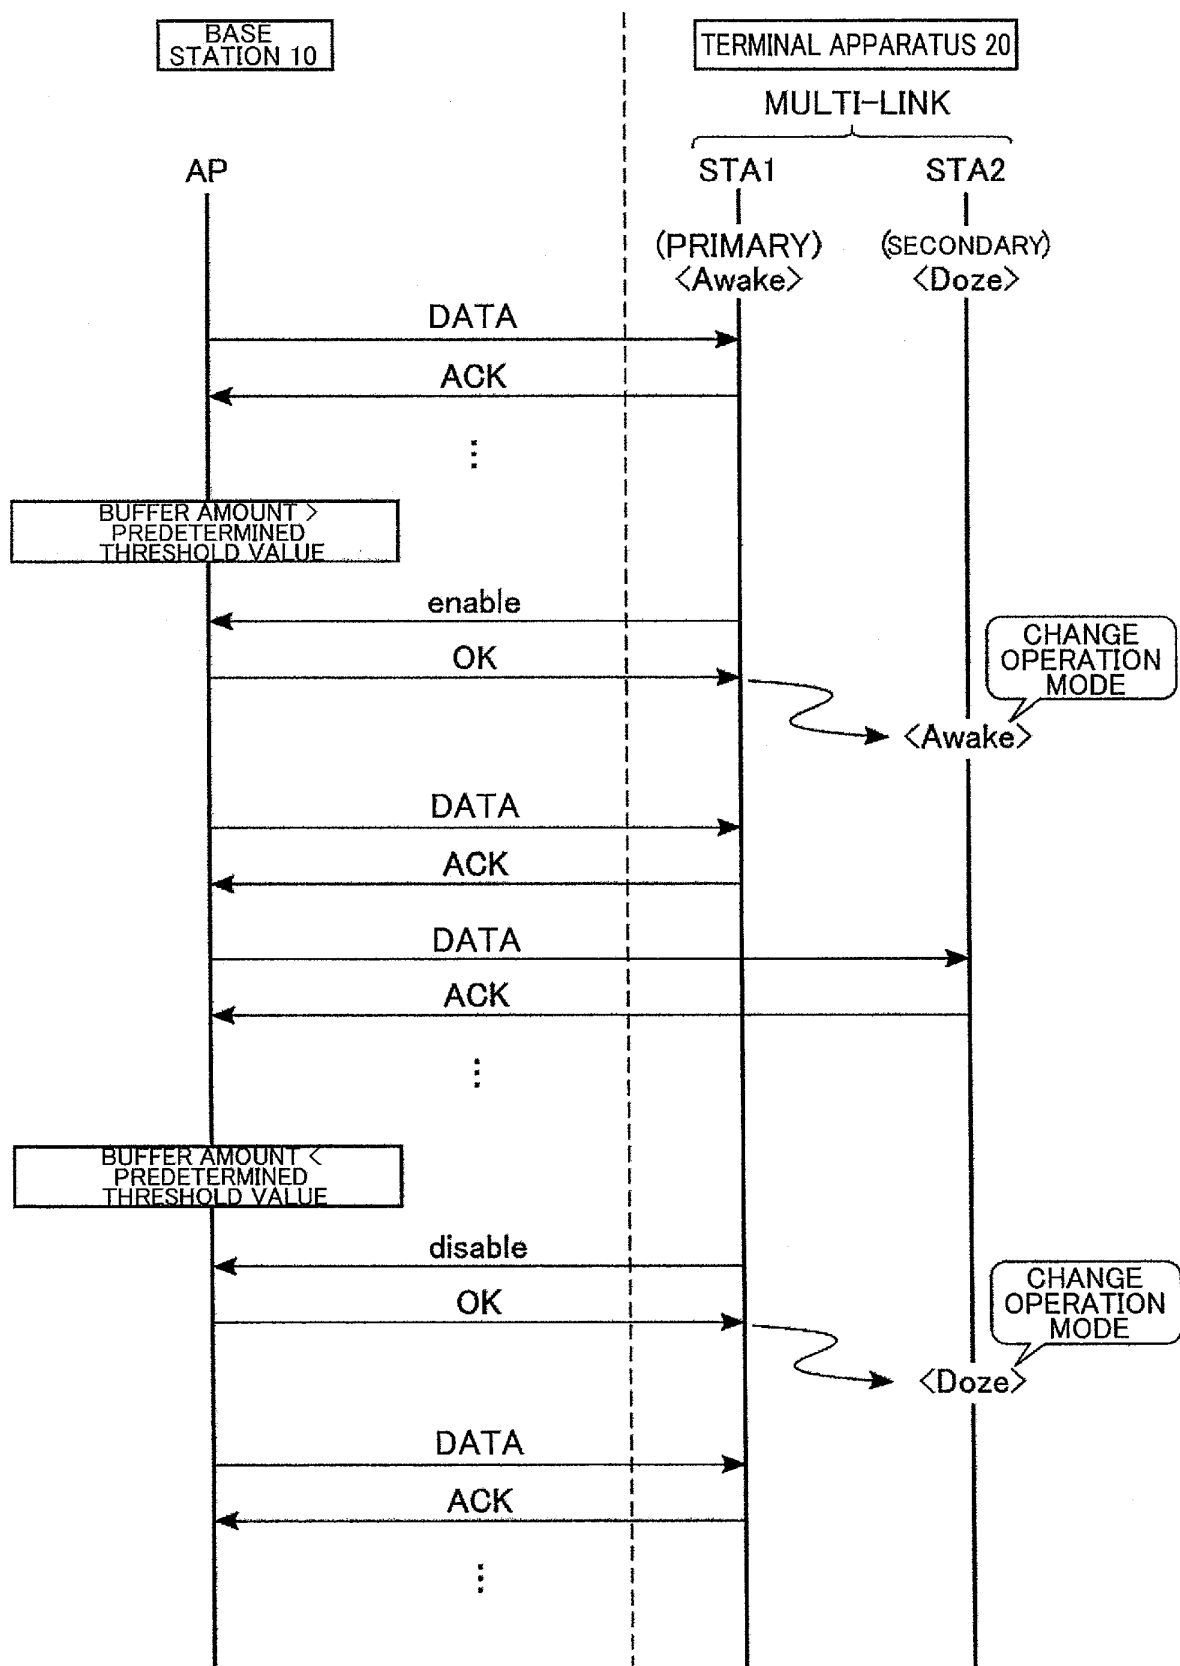 BASE
STATION 10
TERMINAL APPARATUS 20
MULTI-LINK
AP
STA1
STA2
(PRIMARY)
<Awake>
(SECONDARY)
<Doze>
DATA
ACK
...
BUFFER AMOUNT >
PREDETERMINED
THRESHOLD VALUE
enable
OK
CHANGE
OPERATION
MODE
<Awake>
DATA
ACK
DATA
ACK
...
BUFFER AMOUNT <
PREDETERMINED
THRESHOLD VALUE
disable
OK
CHANGE
OPERATION
MODE
<Doze>
DATA
ACK
...